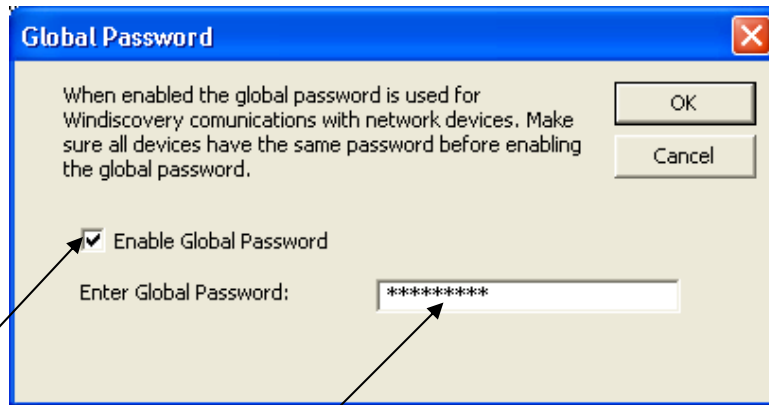 Global Password
When enabled the global password is used for
Windiscovery comunications with network devices. Make
sure all devices have the same password before enabling
the global password.
OK
Cancel
Enable Global Password
Enter Global Password:
*********